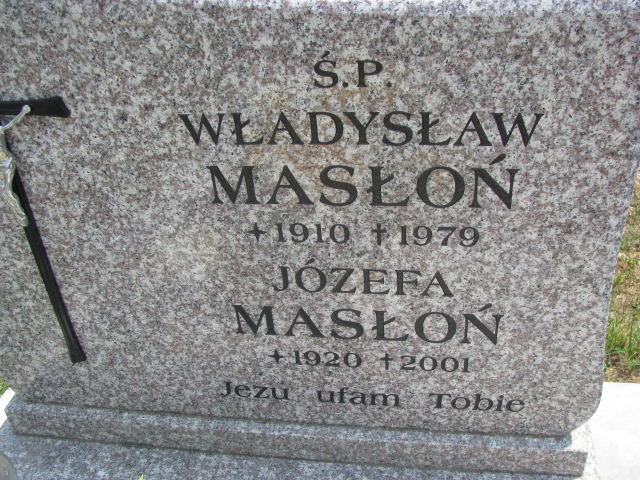 Ś.P.
WŁADYSŁAW
MASŁOŃ
+1910 †1979
JÓZEFA
MASŁOŃ
+1920 †2001
Jezu ufam Tobie